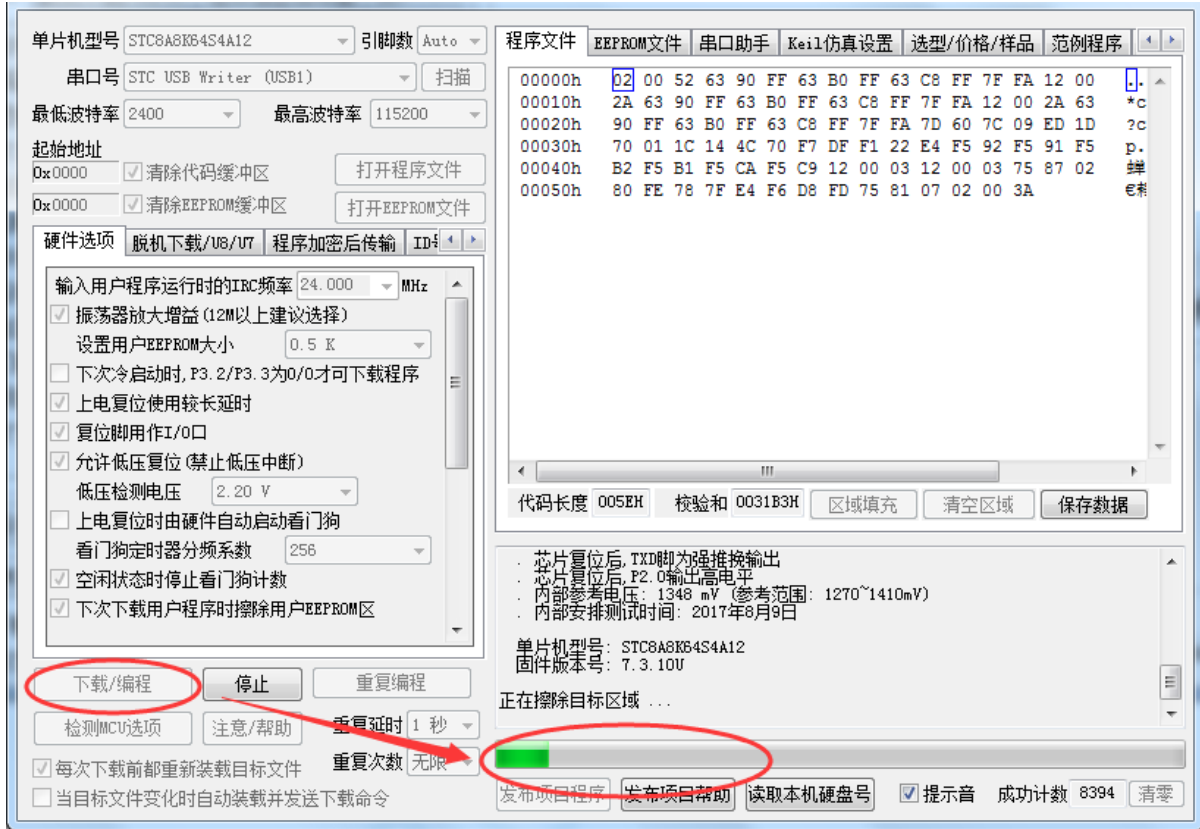 单片机型号 STC8A8K64S4A12 引脚数 Auto
串口号 STC USB Writer (USB1) 扫描
最低波特率 2400 最高波特率 115200
起始地址
0x0000 清除代码缓冲区 打开程序文件
0x0000 清除EEPROM缓冲区 打开EEPROM文件
硬件选项 脱机下载/U8/U7 程序加密后传输
输入用户程序运行时的IRC频率 24.000 MHz
振荡器放大增益(12M以上建议选择)
设置用户EEPROM大小 0.5 K
下次冷启动时,P3.2/P3.3为0/0才可下载程序
上电复位使用较长延时
复位脚用作I/O口
允许低压复位(禁止低压中断)
低压检测电压 2.20 V
上电复位时由硬件自动启动看门狗
看门狗定时器分频系数 256
空闲状态时停止看门狗计数
下次下载用户程序时擦除用户EEPROM区
下载/编程 停止 重复编程
检测MCU选项 注意/帮助 重复延时 1 秒
重复次数 无限
每次下载前都重新装载目标文件
当目标文件变化时自动装载并发送下载命令
程序文件 EEPROM文件 串口助手 Keil仿真设置 选型/价格/样品 范例程序
00000h 02 00 52 63 90 FF 63 B0 FF 63 C8 FF 7F FA 12 00 ..
00010h 2A 63 90 FF 63 B0 FF 63 C8 FF 7F FA 12 00 2A 63 *c
00020h 90 FF 63 B0 FF 63 C8 FF 7F FA 7D 60 7C 09 ED 1D ?c
00030h 70 01 1C 14 4C 70 F7 DF F1 22 E4 F5 92 F5 91 F5 p.
00040h B2 F5 B1 F5 CA F5 C9 12 00 03 12 00 03 75 87 02
00050h 80 FE 78 7F E4 F6 D8 FD 75 81 07 02 00 3A
代码长度 005EH 校验和 0031B3H 区域填充 清空区域 保存数据
. 芯片复位后,TXD脚为强推挽输出
. 芯片复位后,P2.0输出高电平
. 内部参考电压: 1348 mV (参考范围: 1270~1410mV)
. 内部安排测试时间: 2017年8月9日
单片机型号: STC8A8K64S4A12
固件版本号: 7.3.10U
正在擦除目标区域 ...
发布项目程序 发布项目帮助 读取本机硬盘号 提示音 成功计数 8394 清零